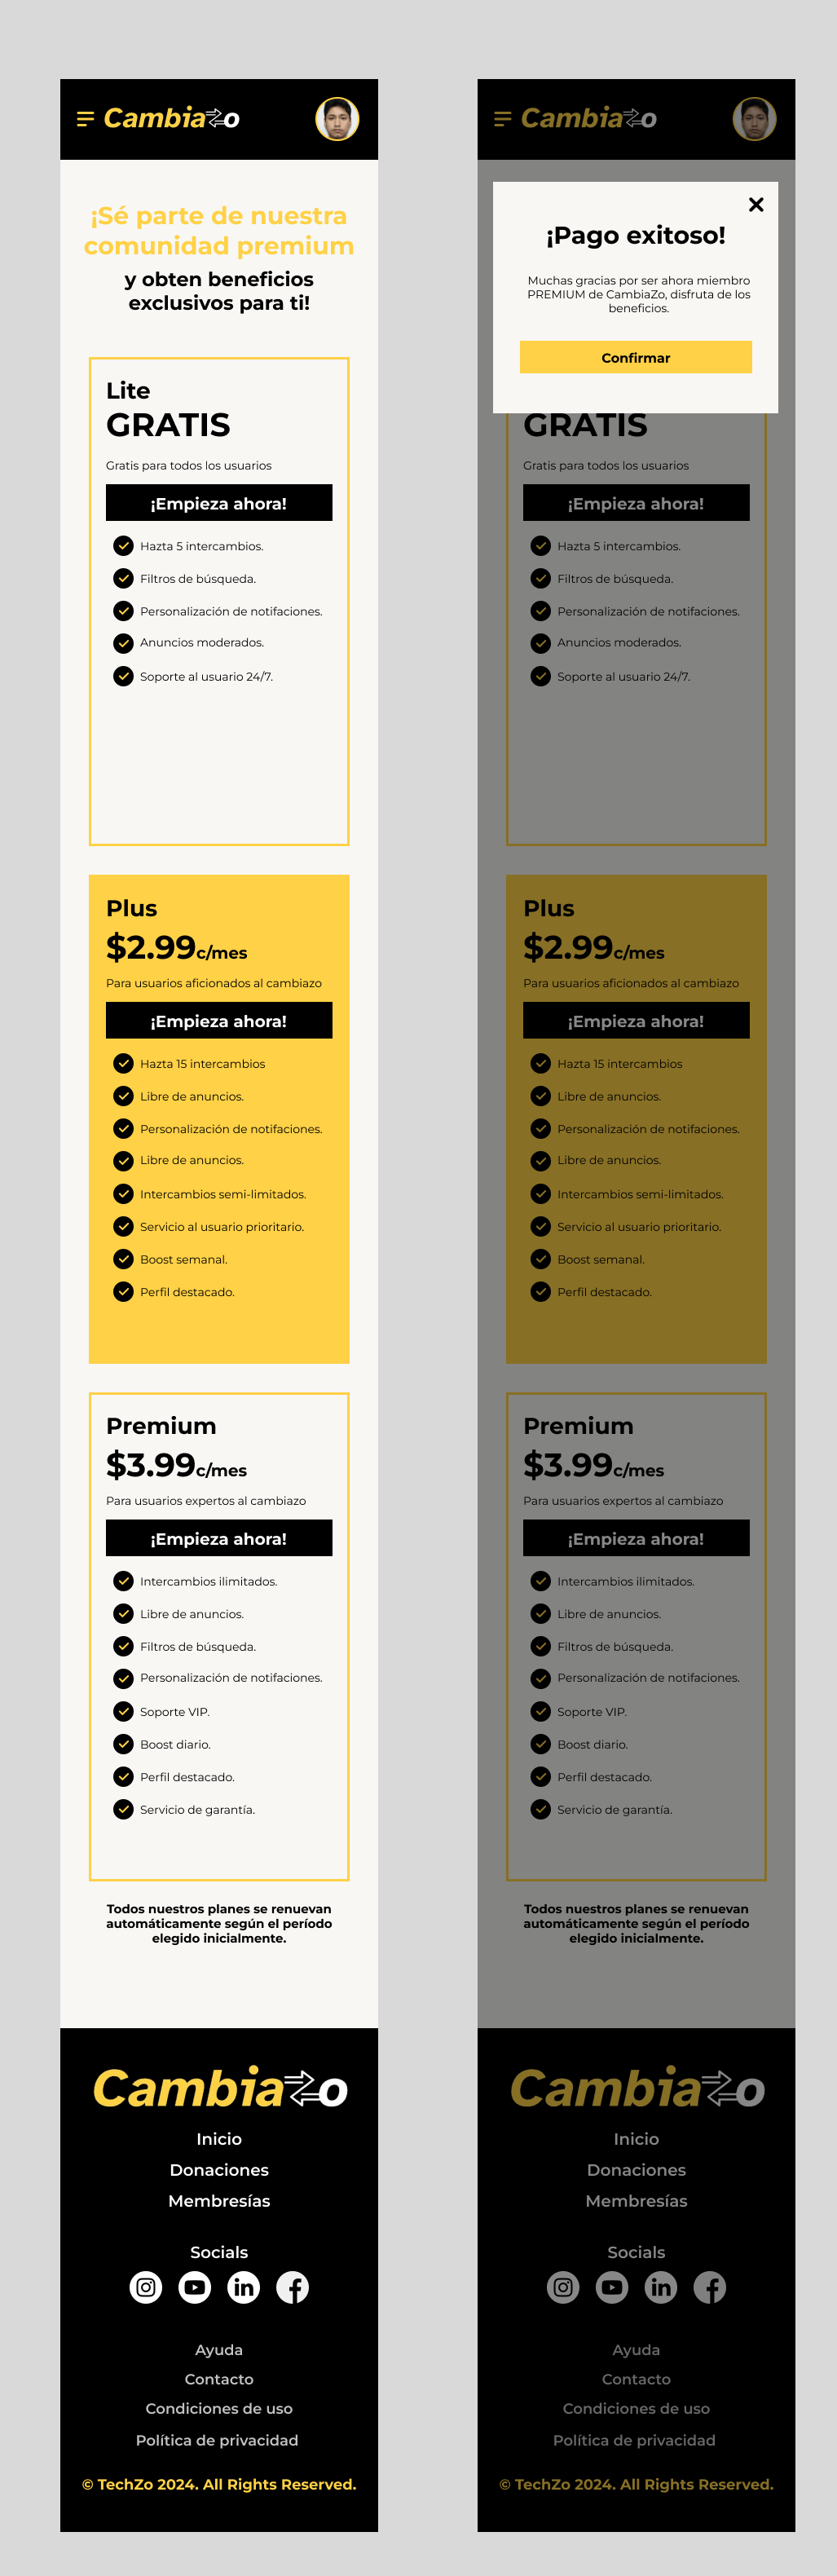 CambiaZo
¡Sé parte de nuestra
comunidad premium
y obten beneficios
exclusivos para ti!
Lite
GRATIS
Gratis para todos los usuarios
¡Empieza ahora!
Hazta 5 intercambios.
Filtros de búsqueda.
Personalización de notifaciones.
Anuncios moderados.
Soporte al usuario 24/7.
Plus
$2.99c/mes
Para usuarios aficionados al cambiazo
¡Empieza ahora!
Hazta 15 intercambios
Libre de anuncios.
Personalización de notifaciones.
Libre de anuncios.
Intercambios semi-limitados.
Servicio al usuario prioritario.
Boost semanal.
Perfil destacado.
Premium
$3.99c/mes
Para usuarios expertos al cambiazo
¡Empieza ahora!
Intercambios ilimitados.
Libre de anuncios.
Filtros de búsqueda.
Personalización de notifaciones.
Soporte VIP.
Boost diario.
Perfil destacado.
Servicio de garantía.
Todos nuestros planes se renuevan
automáticamente según el período
elegido inicialmente.
CambiaZo
Inicio
Donaciones
Membresías
Socials
Ayuda
Contacto
Condiciones de uso
Política de privacidad
© TechZo 2024. All Rights Reserved.
CambiaZo
¡Pago exitoso!
Muchas gracias por ser ahora miembro
PREMIUM de CambiaZo, disfruta de los
beneficios.
Confirmar
GRATIS
Gratis para todos los usuarios
¡Empieza ahora!
Hazta 5 intercambios.
Filtros de búsqueda.
Personalización de notifaciones.
Anuncios moderados.
Soporte al usuario 24/7.
Plus
$2.99c/mes
Para usuarios aficionados al cambiazo
¡Empieza ahora!
Hazta 15 intercambios
Libre de anuncios.
Personalización de notifaciones.
Libre de anuncios.
Intercambios semi-limitados.
Servicio al usuario prioritario.
Boost semanal.
Perfil destacado.
Premium
$3.99c/mes
Para usuarios expertos al cambiazo
¡Empieza ahora!
Intercambios ilimitados.
Libre de anuncios.
Filtros de búsqueda.
Personalización de notifaciones.
Soporte VIP.
Boost diario.
Perfil destacado.
Servicio de garantía.
Todos nuestros planes se renuevan
automáticamente según el período
elegido inicialmente.
CambiaZo
Inicio
Donaciones
Membresías
Socials
Ayuda
Contacto
Condiciones de uso
Política de privacidad
© TechZo 2024. All Rights Reserved.